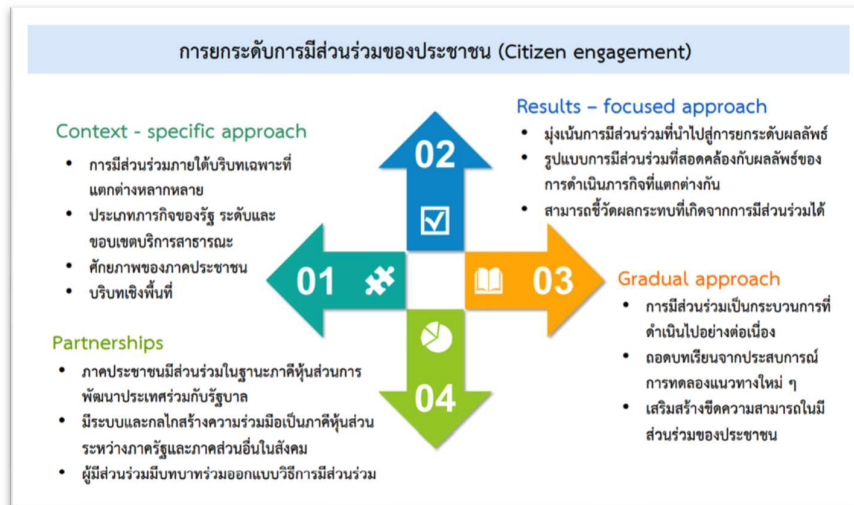 การยกระดับการมีส่วนร่วมของประชาชน (Citizen engagement)
Context - specific approach
• การมีส่วนร่วมภายใต้บริบทเฉพาะที่
แตกต่างหลากหลาย
• ประเภทภารกิจของรัฐ ระดับและ
ขอบเขตบริการสาธารณะ
• ศักยภาพของภาคประชาชน
• บริบทเชิงพื้นที่
01
02
Results – focused approach
• มุ่งเน้นการมีส่วนร่วมที่นำไปสู่การยกระดับผลลัพธ์
• รูปแบบการมีส่วนร่วมที่สอดคล้องกับผลลัพธ์ของ
การดำเนินภารกิจที่แตกต่างกัน
• สามารถชี้วัดผลกระทบที่เกิดจากการมีส่วนร่วมได้
03
Gradual approach
• การมีส่วนร่วมเป็นกระบวนการที่
ดำเนินไปอย่างต่อเนื่อง
• ถอดบทเรียนจากประสบการณ์
การทดลองแนวทางใหม่ ๆ
• เสริมสร้างขีดความสามารถในมี
ส่วนร่วมของประชาชน
Partnerships
• ภาคประชาชนมีส่วนร่วมในฐานะภาคีหุ้นส่วนการ
พัฒนาประเทศร่วมกับรัฐบาล
• มีระบบและกลไกสร้างความร่วมมือเป็นภาคีหุ้นส่วน
ระหว่างภาครัฐและภาคส่วนอื่นในสังคม
• ผู้มีส่วนร่วมมีบทบาทร่วมออกแบบวิธีการมีส่วนร่วม
04